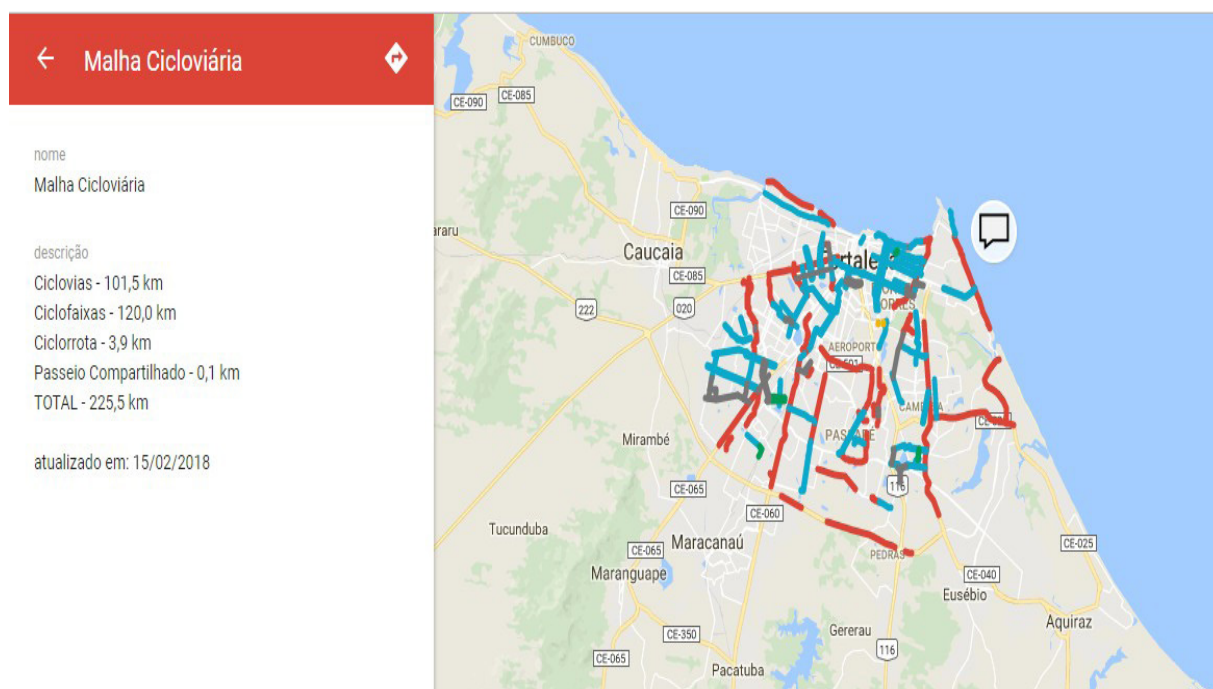 Malha Cicloviária
nome
Malha Cicloviária
descrição
Ciclovias - 101,5 km
Ciclofaixas - 120,0 km
Ciclorrota - 3,9 km
Passeio Compartilhado - 0,1 km
TOTAL - 225,5 km
atualizado em: 15/02/2018
CUMBUCO
CE-085
CE-090
CE-090
Caucaia
CE-085
222
020
AEROPORT
Mirambé
CE-065
116
CE-060
Tucunduba
CE-065
Maracanaú
CE-025
PEDRAS
Maranguape
CE-040
Eusébio
Aquiraz
CE-350
Gererau
116
CE-065
Pacatuba